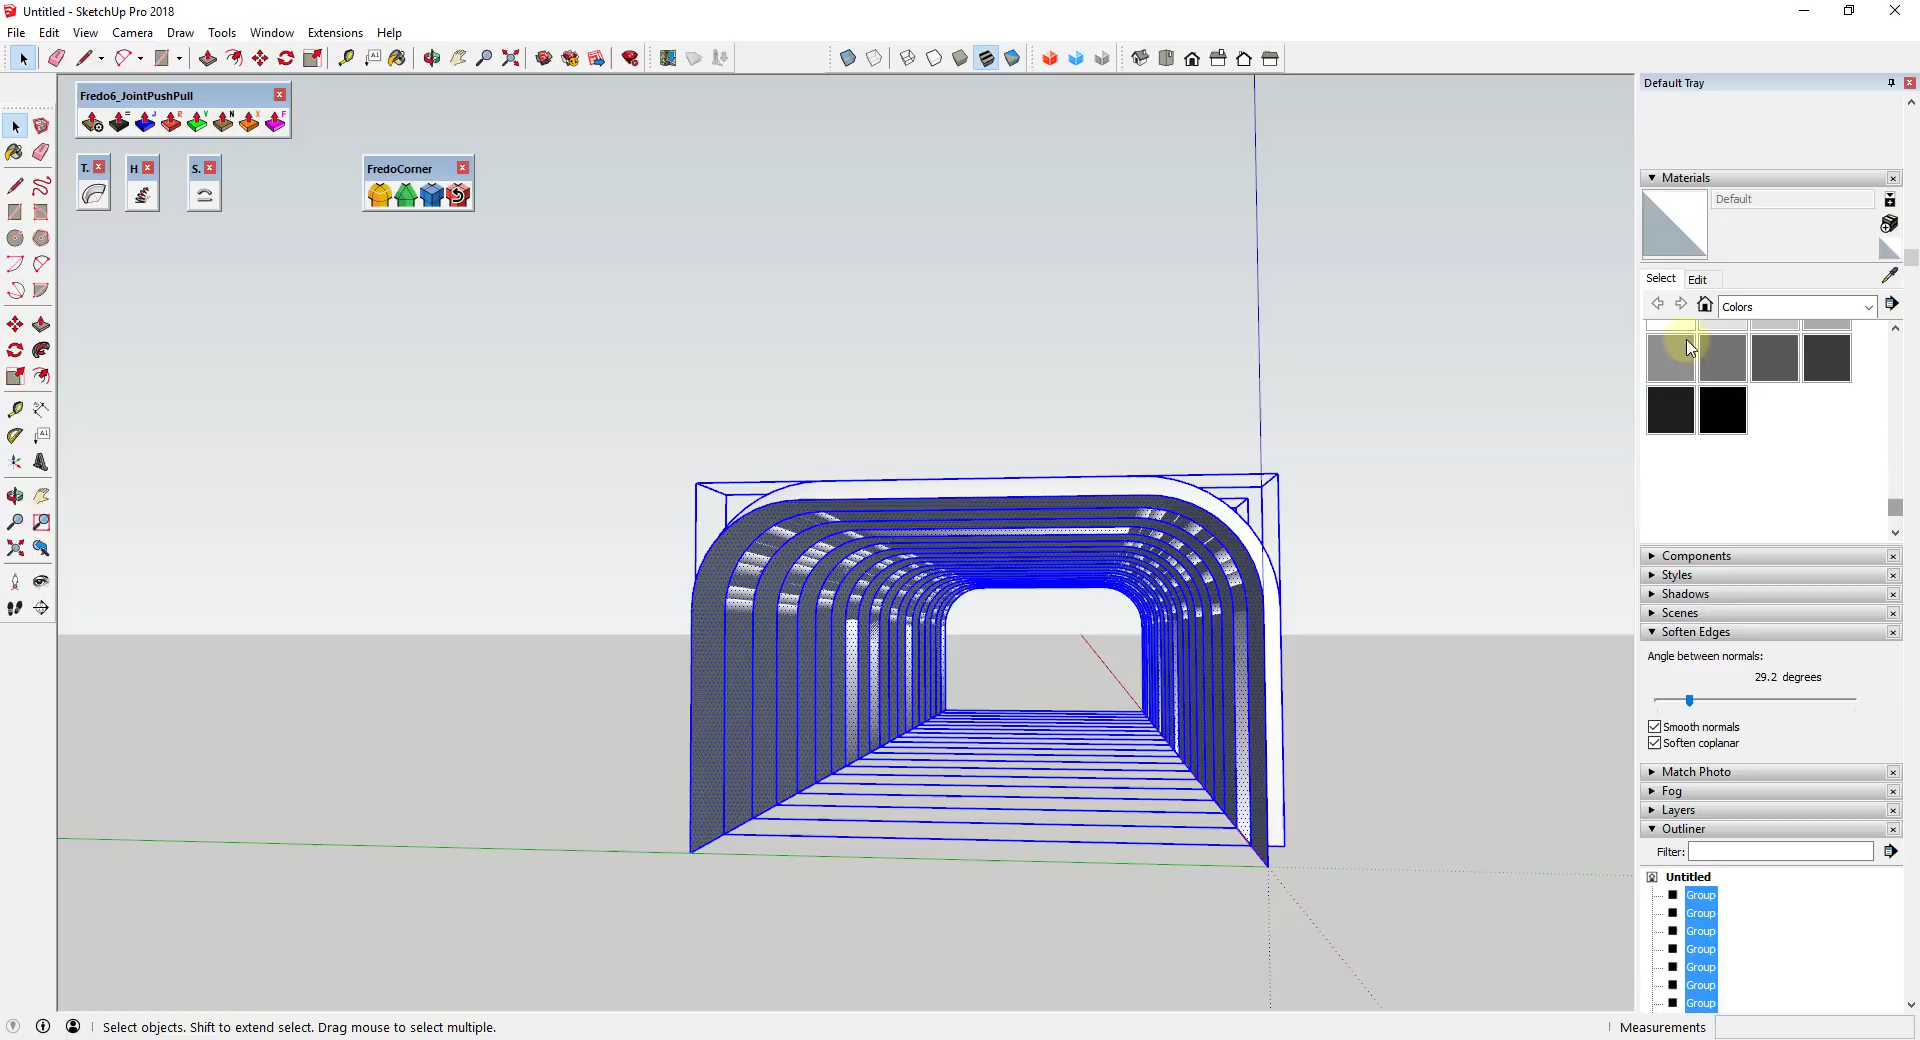 Untitled - SketchUp Pro 2018
File Edit View Camera Draw Tools Window Extensions Help
Default Tray
Fredo6_JointPushPull
T. H S. FredoCorner
Materials
Default
Select Edit
Colors
Components
Styles
Shadows
Scenes
Soften Edges
Angle between normals:
29.2 degrees
Smooth normals
Soften coplanar
Match Photo
Fog
Layers
Outliner
Filter:
Untitled
Group
Group
Group
Group
Group
Group
Group
Select objects. Shift to extend select. Drag mouse to select multiple.
Measurements